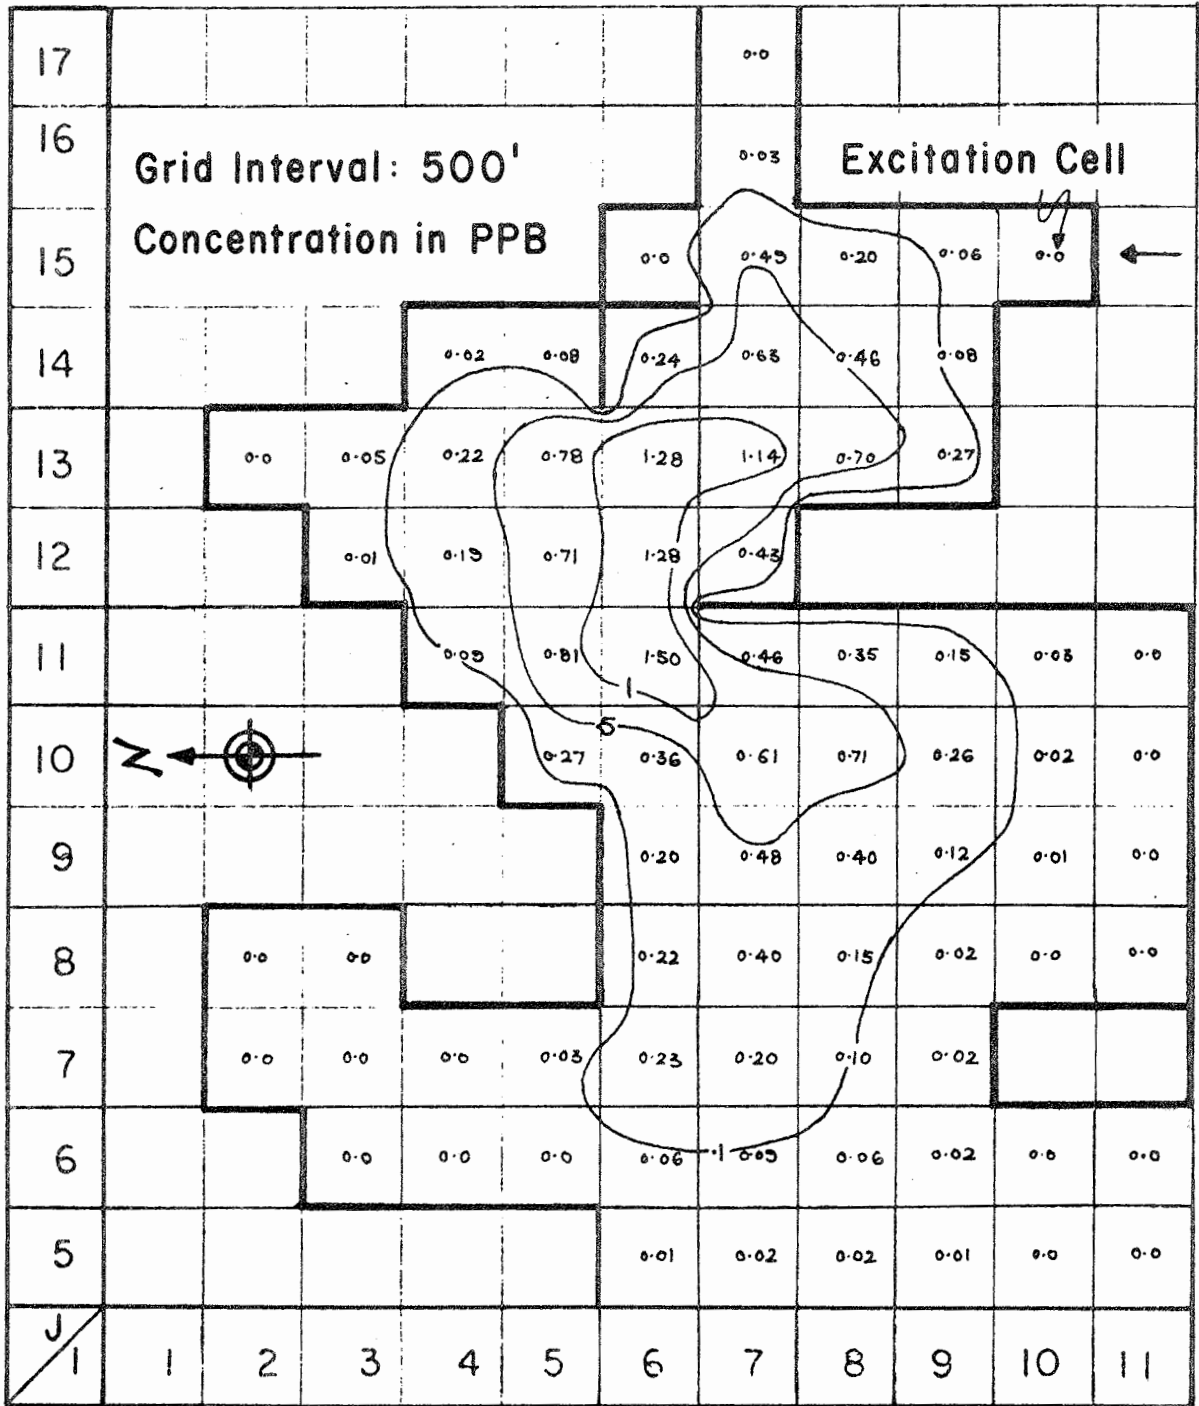 17 0.0
16 0.03
Grid Interval: 500' Excitation Cell
Concentration in PPB
15 0.0 0.49 0.20 0.06 0.0
14 0.02 0.08 0.24 0.63 0.46 0.08
13 0.0 0.05 0.22 0.78 1.28 1.14 0.70 0.27
12 0.01 0.19 0.71 1.28 0.43
11 0.09 0.81 1.50 0.46 0.35 0.15 0.03 0.0
1
.5
10 N 0.27 0.36 0.61 0.71 0.26 0.02 0.0
9 0.20 0.48 0.40 0.12 0.01 0.0
8 0.0 0.0 0.22 0.40 0.15 0.02 0.0 0.0
7 0.0 0.0 0.0 0.03 0.23 0.20 0.10 0.02
6 0.0 0.0 0.0 0.06 .1 0.09 0.06 0.02 0.0 0.0
5 0.01 0.02 0.02 0.01 0.0 0.0
J
I 1 2 3 4 5 6 7 8 9 10 11